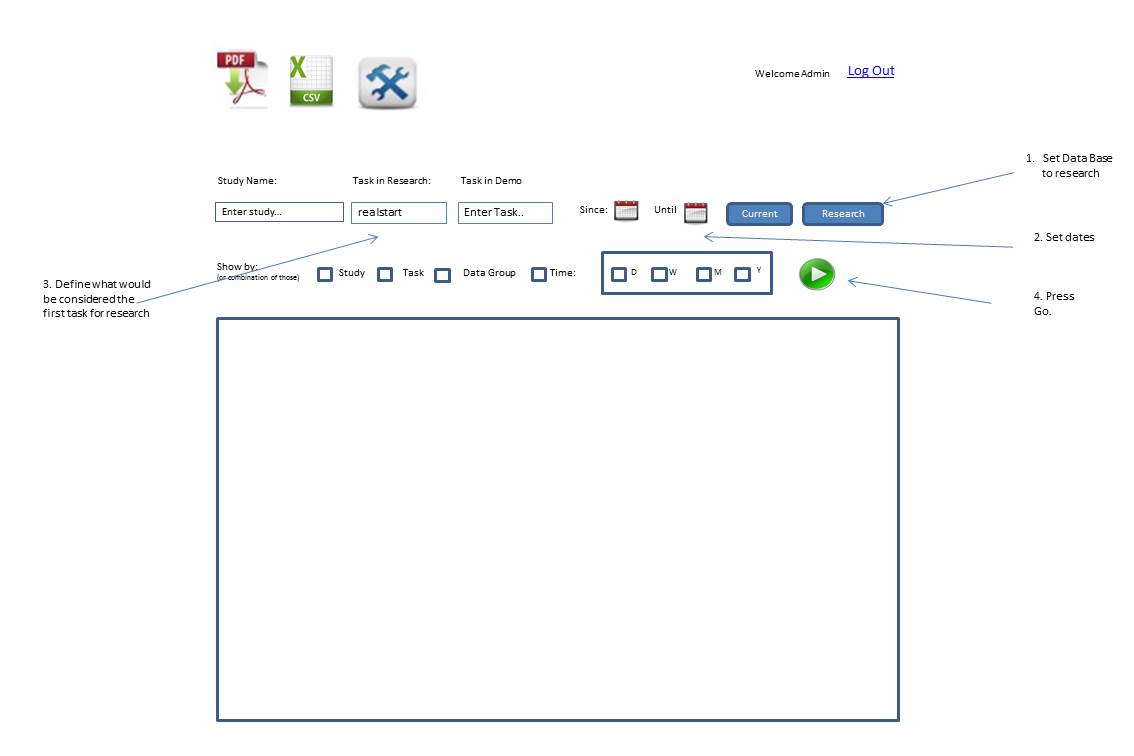 PDF
X
CSV
Welcome Admin
Log Out
1. Set Data Base
to research
Study Name:
Task in Research:
Task in Demo
Enter study...
realstart
Enter Task..
Since:
Until
Current
Research
2. Set dates
Show by:
(or combination of those)
Study
Task
Data Group
Time:
D
W
M
Y
3. Define what would
be considered the
first task for research
4. Press
Go.